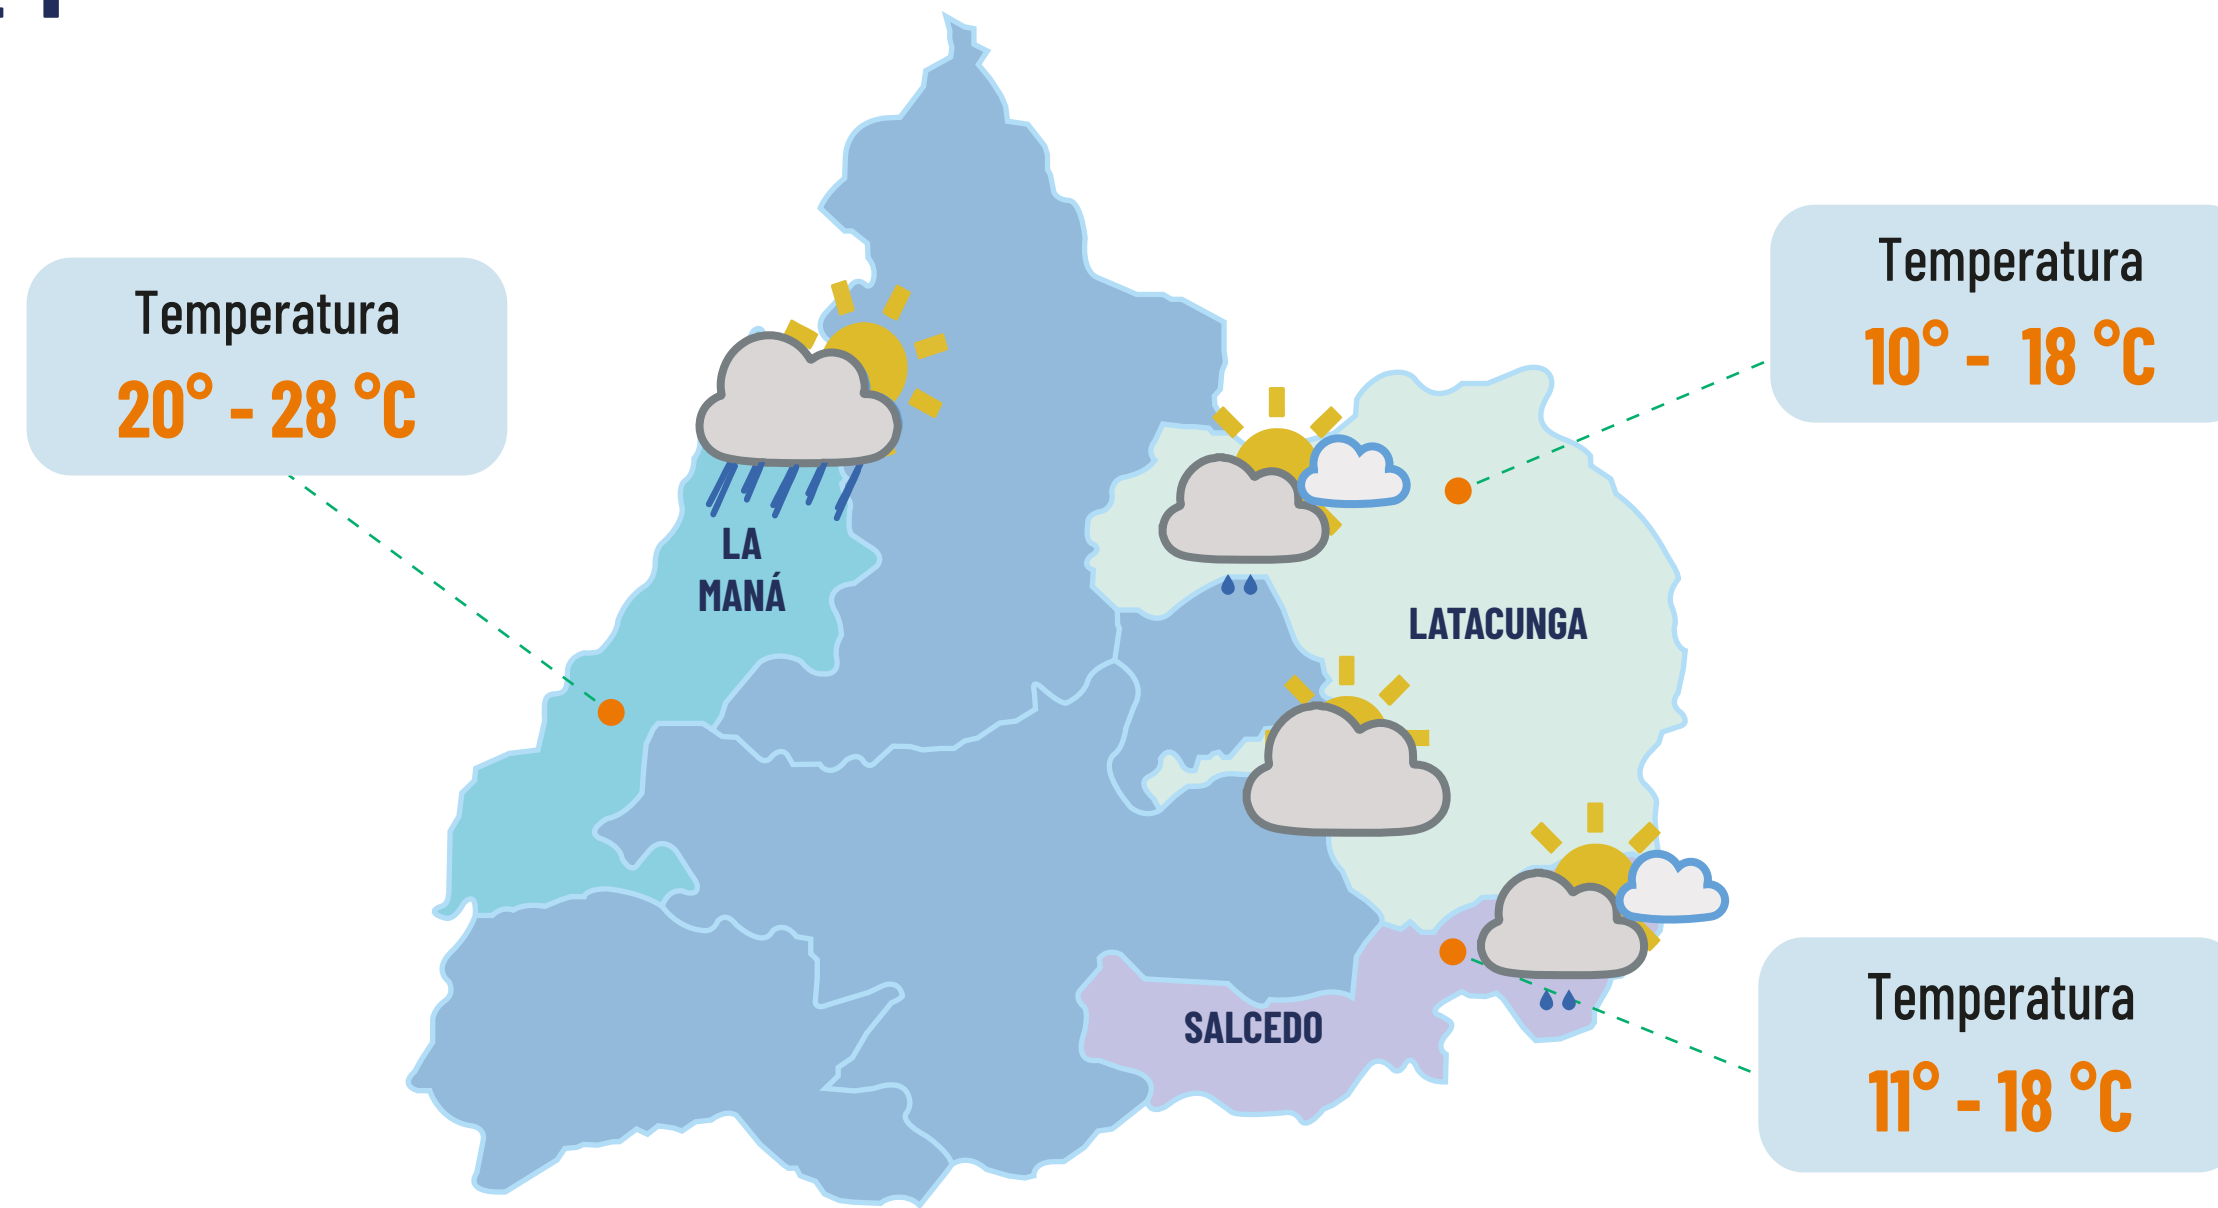 Temperatura
20° - 28 °C
Temperatura
10° - 18 °C
LA
MANÁ
LATACUNGA
SALCEDO
Temperatura
11° - 18 °C